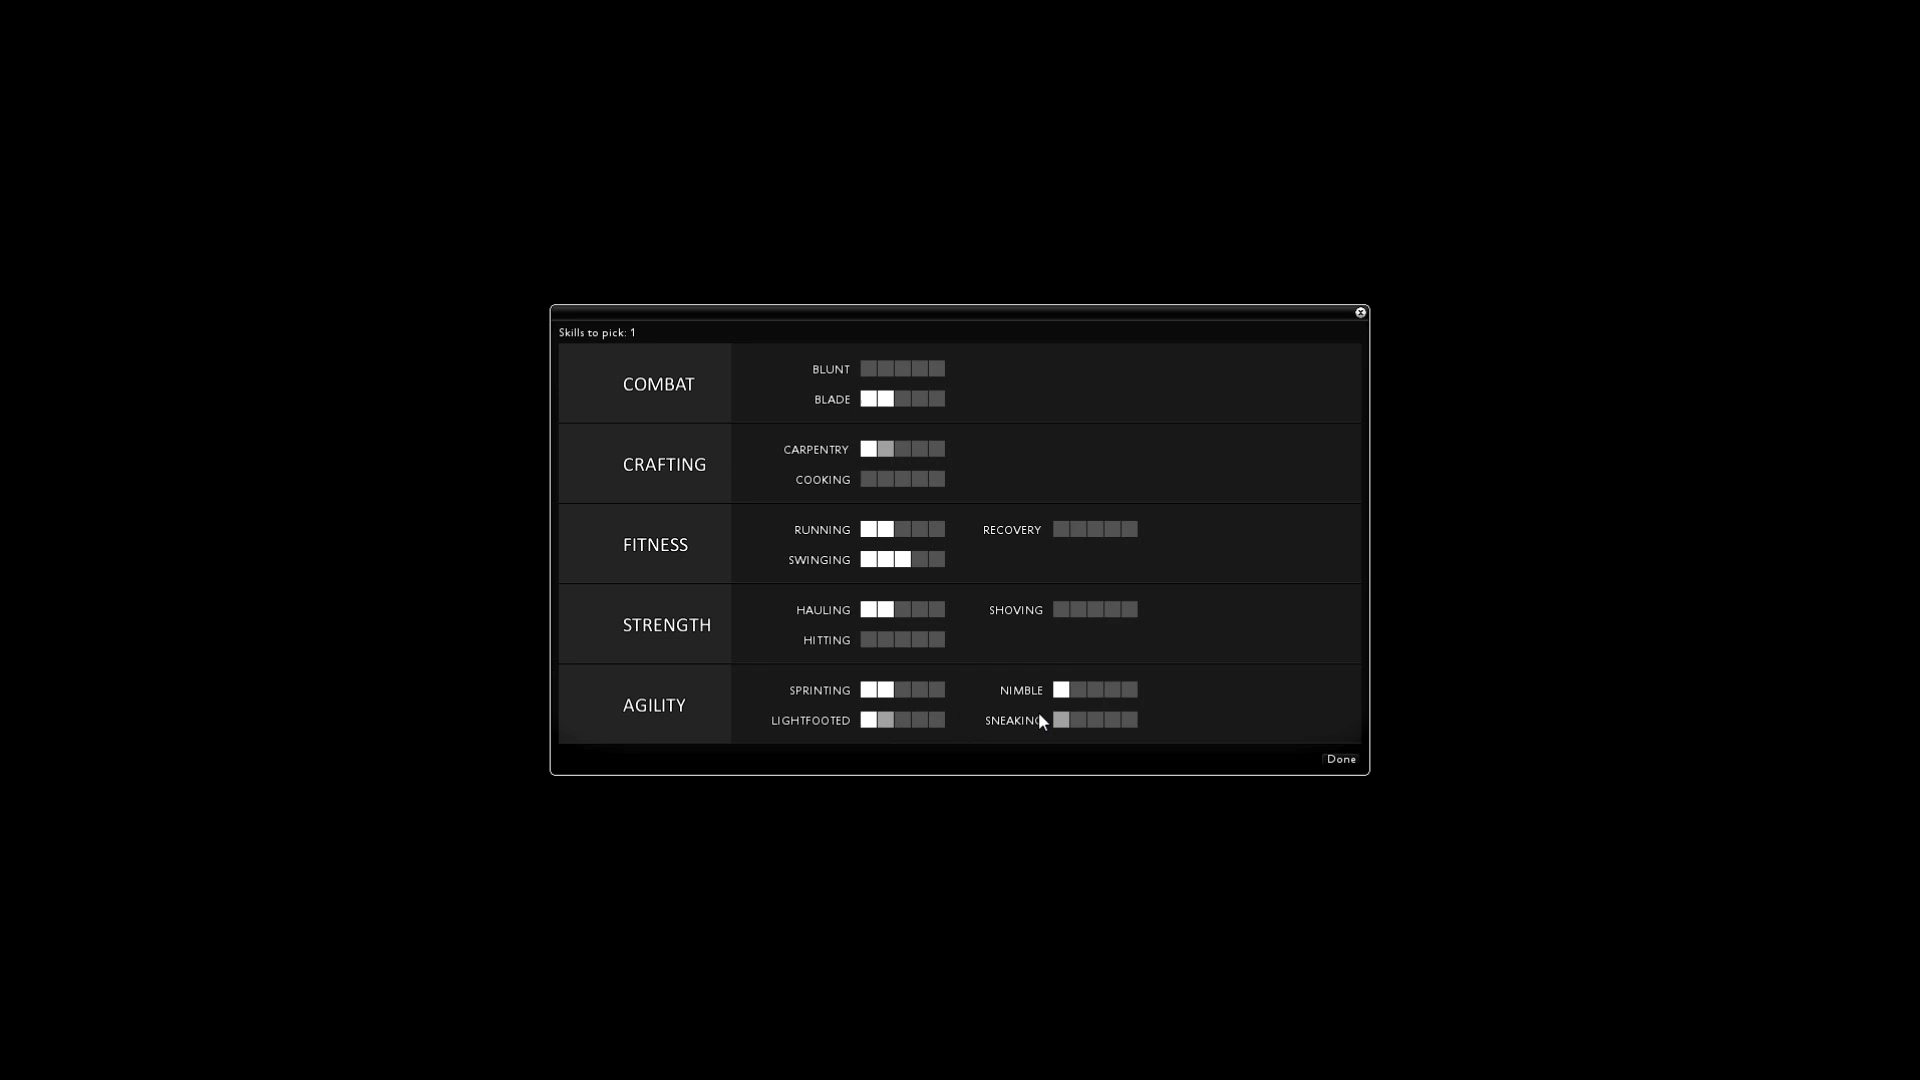 Skills to pick: 1
COMBAT
BLUNT
BLADE
CRAFTING
CARPENTRY
COOKING
FITNESS
RUNNING RECOVERY
SWINGING
STRENGTH
HAULING SHOVING
HITTING
AGILITY
SPRINTING NIMBLE
LIGHTFOOTED SNEAKING
Done